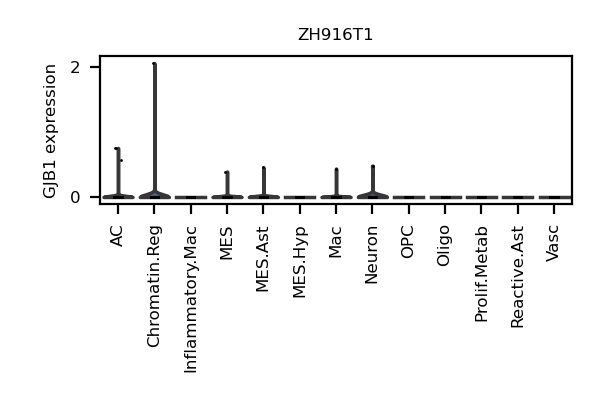 ZH916T1
GJB1 expression
2
0
AC
Chromatin.Reg
Inflammatory.Mac
MES
MES.Ast
MES.Hyp
Mac
Neuron
OPC
Oligo
Prolif.Metab
Reactive.Ast
Vasc